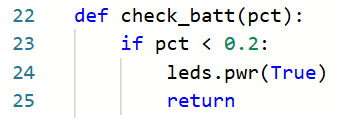 22 def check_batt(pct):
23     if pct < 0.2:
24         leds.pwr(True)
25         return